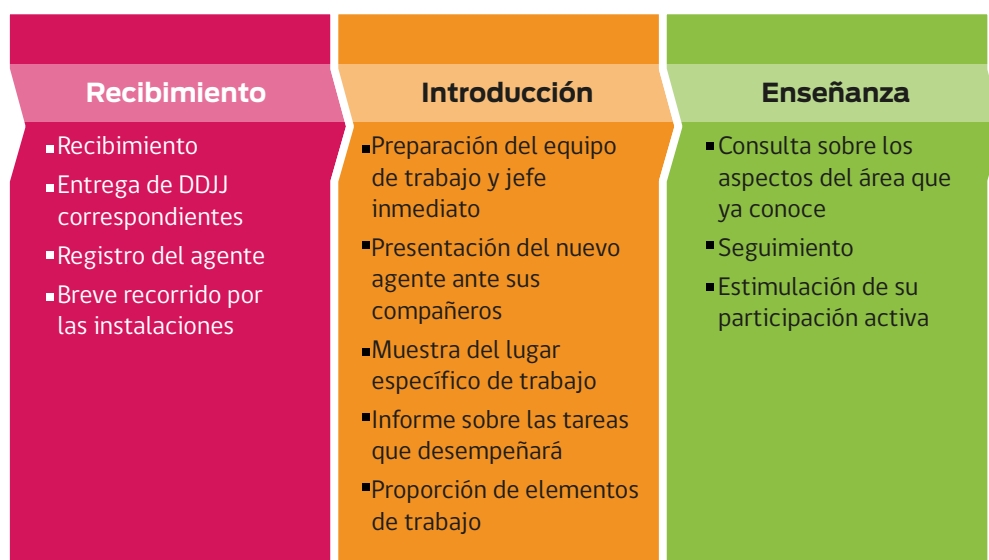 Recibimiento
▪Recibimiento
▪Entrega de DDJJ
correspondientes
▪Registro del agente
▪Breve recorrido por
las instalaciones
Introducción
▪Preparación del equipo
de trabajo y jefe
inmediato
▪Presentación del nuevo
agente ante sus
compañeros
▪Muestra del lugar
específico de trabajo
▪Informe sobre las tareas
que desempeñará
▪Proporción de elementos
de trabajo
Enseñanza
▪Consulta sobre los
aspectos del área que
ya conoce
▪Seguimiento
▪Estimulación de su
participación activa